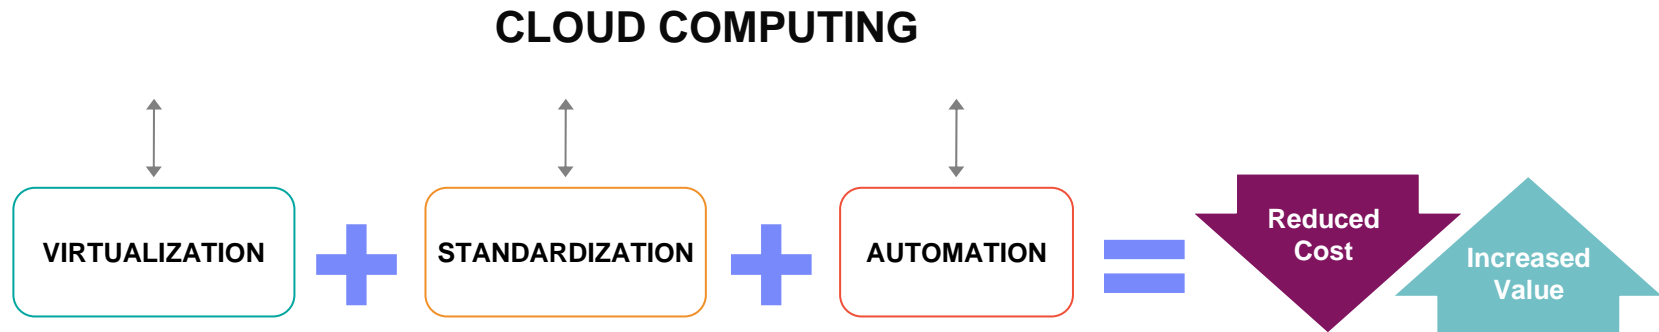 CLOUD COMPUTING
VIRTUALIZATION
STANDARDIZATION
AUTOMATION
Reduced
Cost
Increased
Value